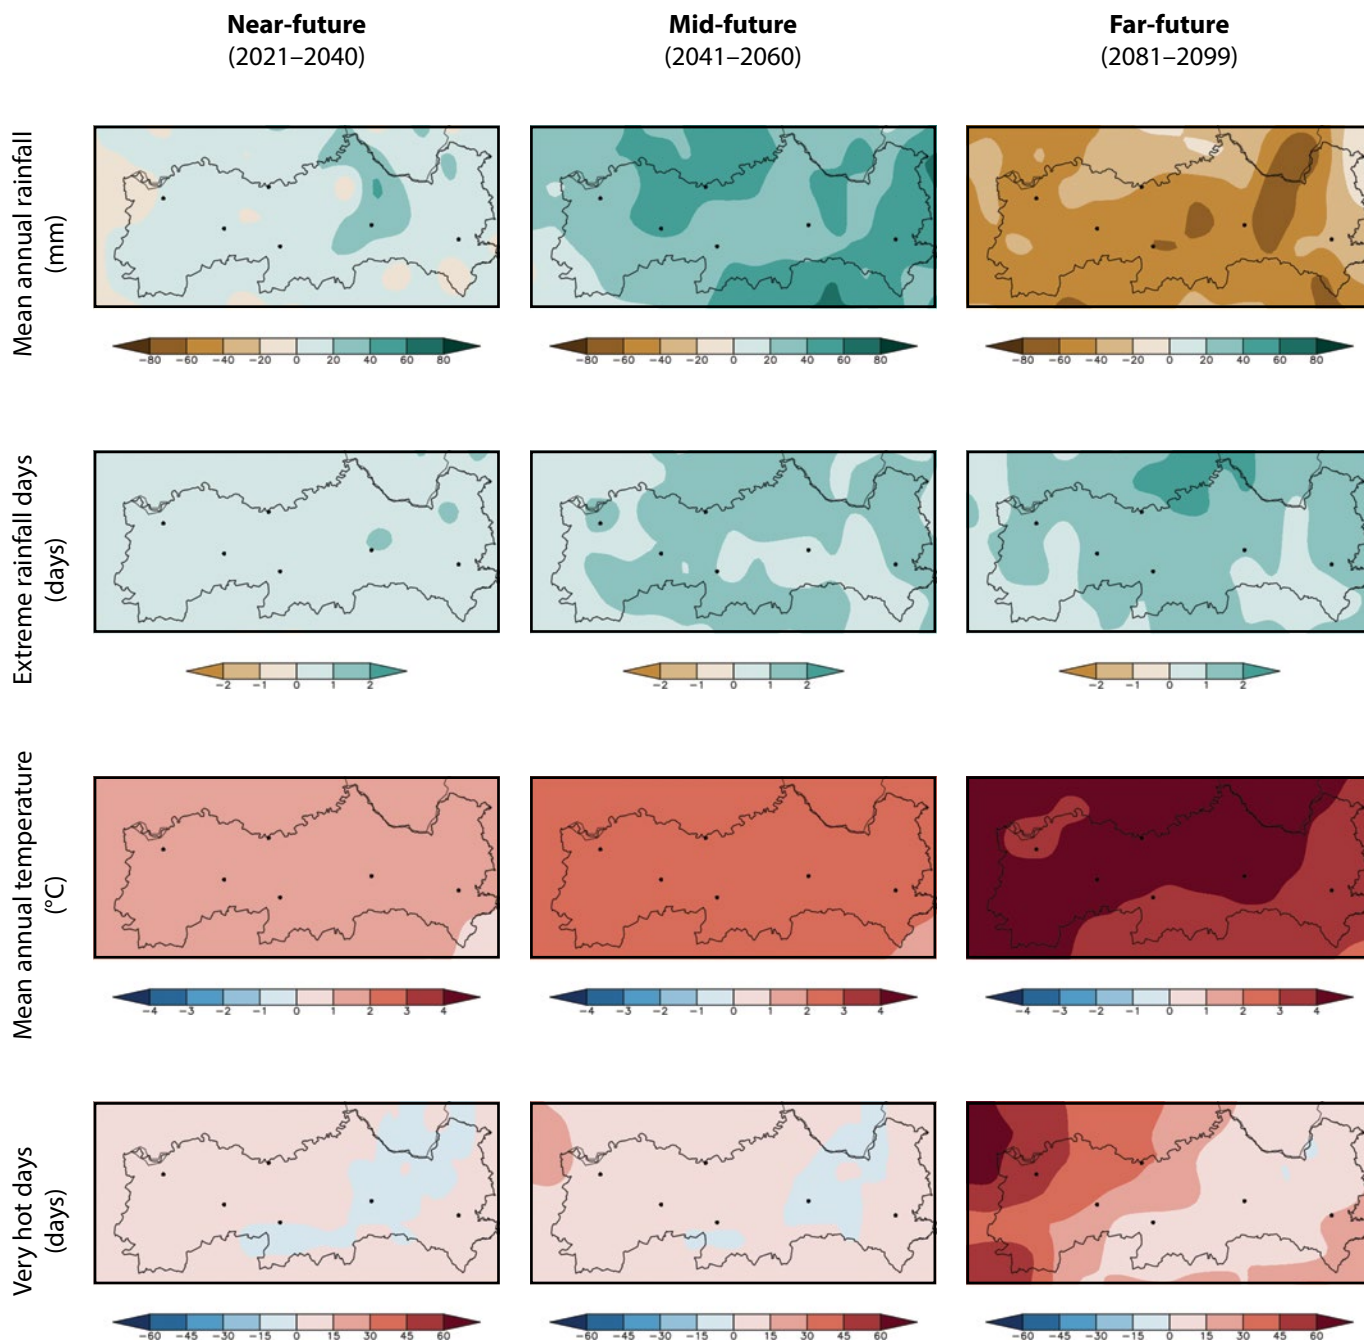 Near-future
(2021–2040)
Mid-future
(2041–2060)
Far-future
(2081–2099)
Mean annual rainfall
(mm)
−80 −60 −40 −20 0 20 40 60 80
−80 −60 −40 −20 0 20 40 60 80
−80 −60 −40 −20 0 20 40 60 80
Extreme rainfall days
(days)
−2 −1 0 1 2
−2 −1 0 1 2
−2 −1 0 1 2
Mean annual temperature
(°C)
−4 −3 −2 −1 0 1 2 3 4
−4 −3 −2 −1 0 1 2 3 4
−4 −3 −2 −1 0 1 2 3 4
Very hot days
(days)
−60 −45 −30 −15 0 15 30 45 60
−60 −45 −30 −15 0 15 30 45 60
−60 −45 −30 −15 0 15 30 45 60